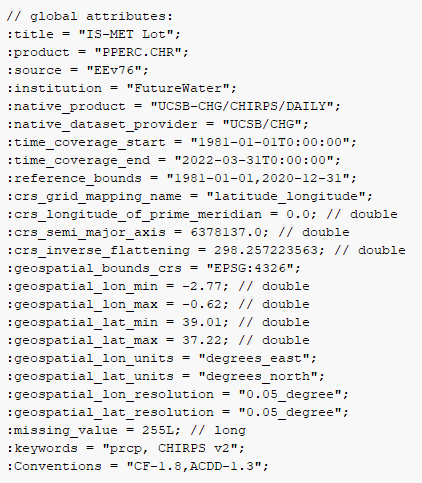 // global attributes:
:title = "IS-MET Lot";
:product = "PPERC.CHR";
:source = "EEv76";
:institution = "FutureWater";
:native_product = "UCSB-CHG/CHIRPS/DAILY";
:native_dataset_provider = "UCSB/CHG";
:time_coverage_start = "1981-01-01T0:00:00";
:time_coverage_end = "2022-03-31T0:00:00";
:reference_bounds = "1981-01-01,2020-12-31";
:crs_grid_mapping_name = "latitude_longitude";
:crs_longitude_of_prime_meridian = 0.0; // double
:crs_semi_major_axis = 6378137.0; // double
:crs_inverse_flattening = 298.257223563; // double
:geospatial_bounds_crs = "EPSG:4326";
:geospatial_lon_min = -2.77; // double
:geospatial_lon_max = -0.62; // double
:geospatial_lat_min = 39.01; // double
:geospatial_lat_max = 37.22; // double
:geospatial_lon_units = "degrees_east";
:geospatial_lat_units = "degrees_north";
:geospatial_lon_resolution = "0.05_degree";
:geospatial_lat_resolution = "0.05_degree";
:missing_value = 255L; // long
:keywords = "prcp, CHIRPS v2";
:Conventions = "CF-1.8,ACDD-1.3";